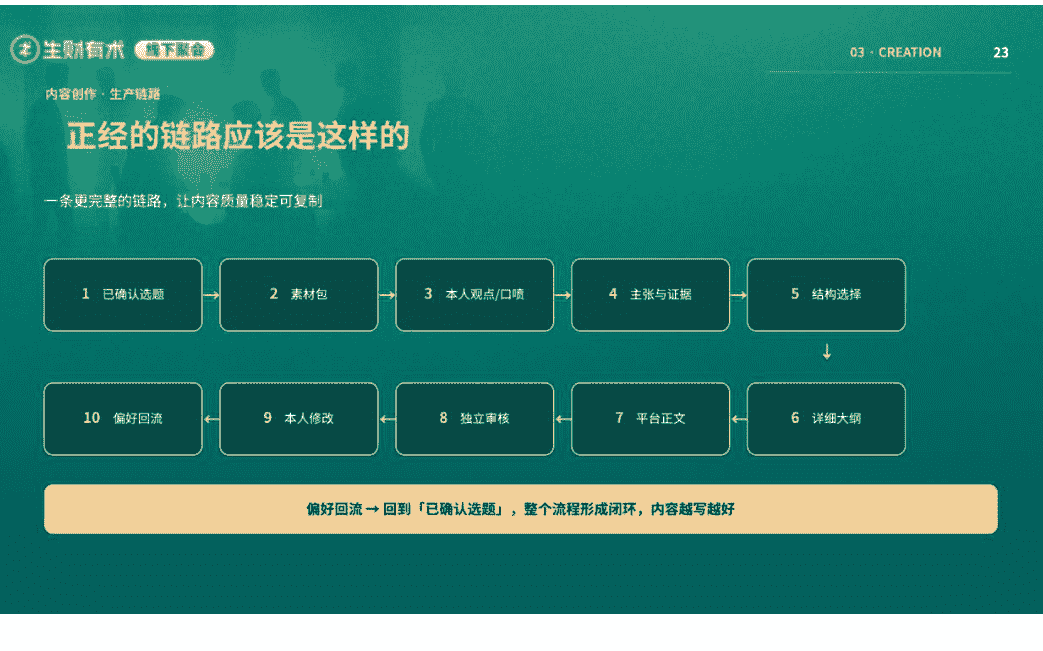 生财有术 线下聚会
03 · CREATION 23
内容创作 · 生产链路
正经的链路应该是这样的
一条更完整的链路，让内容质量稳定可复制
1 已确认选题 → 2 素材包 → 3 本人观点/口喷 → 4 主张与证据 → 5 结构选择
↓
10 偏好回流 ← 9 本人修改 ← 8 独立审核 ← 7 平台正文 ← 6 详细大纲
偏好回流 → 回到「已确认选题」，整个流程形成闭环，内容越写越好